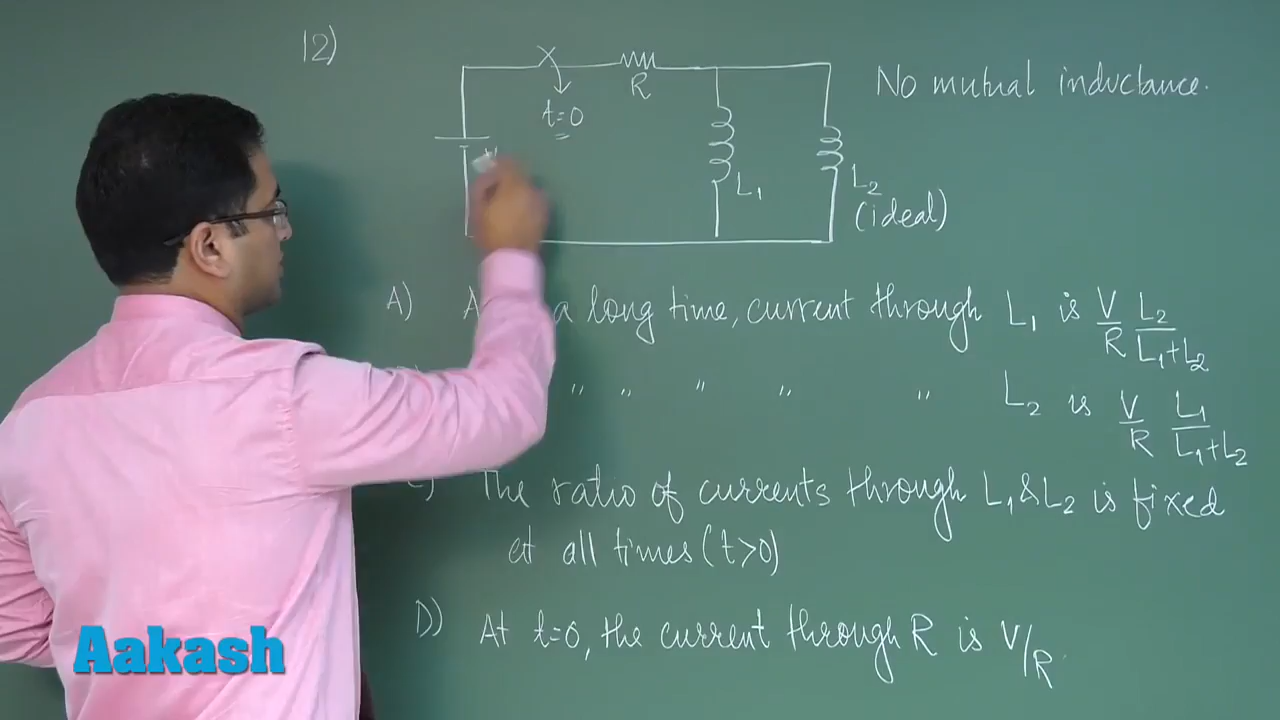 12)
No mutual inductance.
R
t=0
L1
L2
(ideal)
A) a long time, current through L1 is V/R L2/(L1+L2)
" " " " " L2 is V/R L1/(L1+L2)
The ratio of currents through L1 & L2 is fixed
at all times (t>0)
D) At t=0, the current through R is V/R.
Aakash